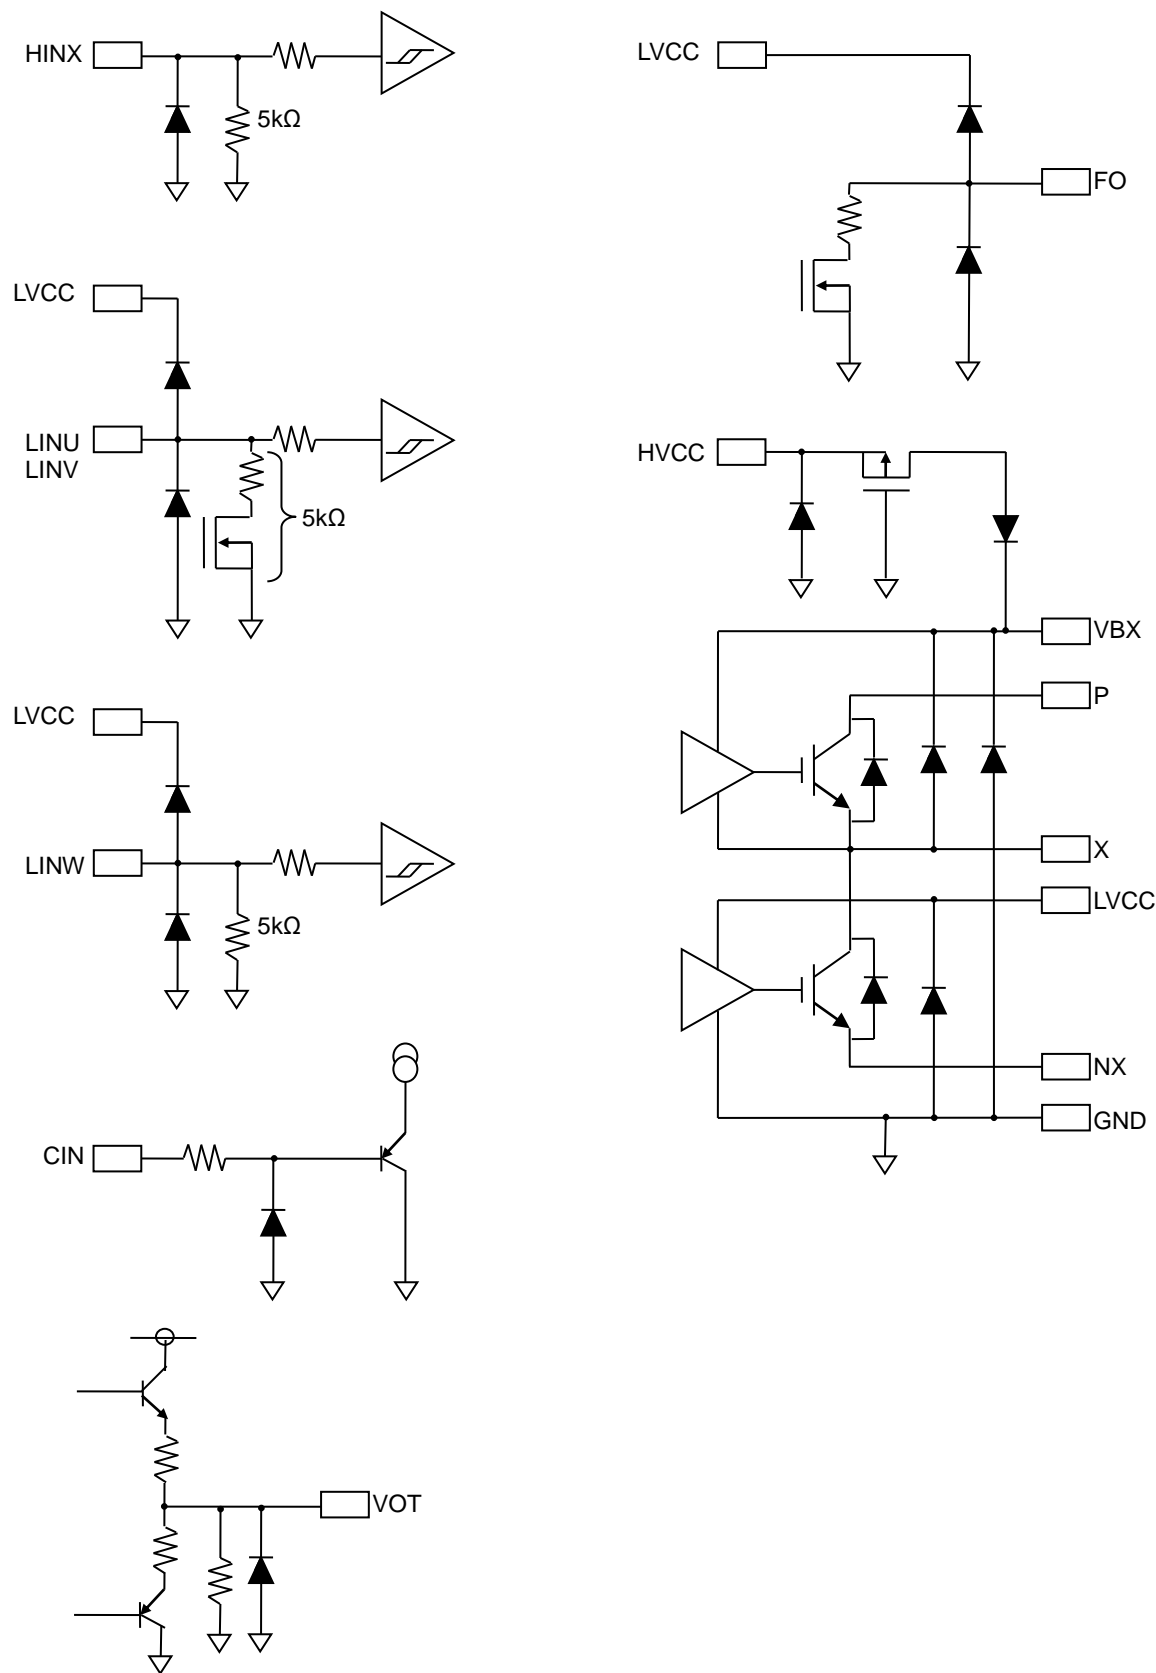 HINX
5kΩ
LVCC
LINU
LINV
5kΩ
LVCC
LINW
5kΩ
CIN
VOT
LVCC
FO
HVCC
VBX
P
X
LVCC
NX
GND